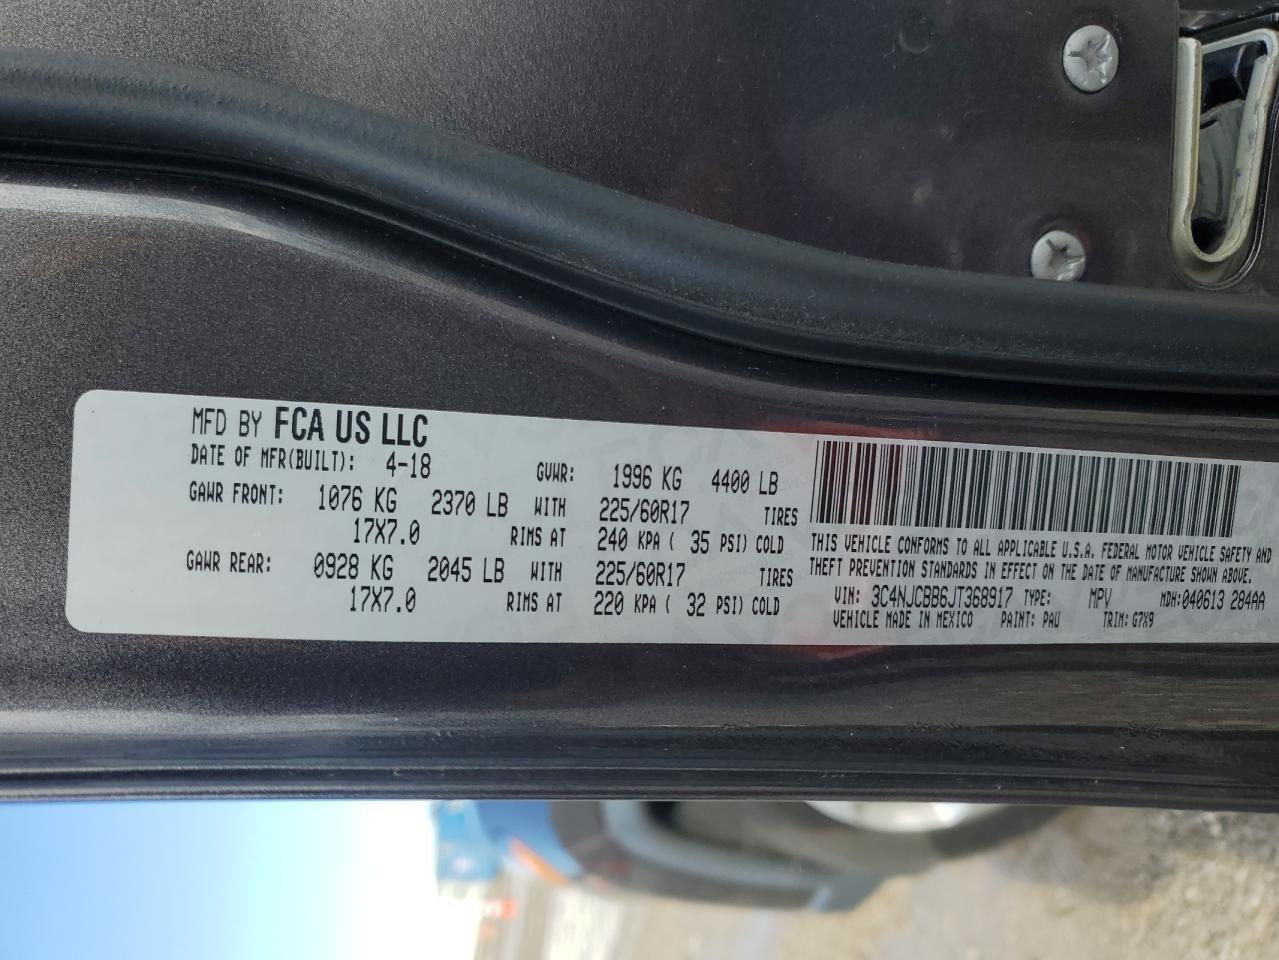 MFD BY FCA US LLC
DATE OF MFR(BUILT): 4-18 GVWR: 1996 KG 4400 LB
GAWR FRONT: 1076 KG 2370 LB WITH 225/60R17 TIRES
17X7.0 RIMS AT 240 KPA ( 35 PSI) COLD
GAWR REAR: 0928 KG 2045 LB WITH 225/60R17 TIRES
17X7.0 RIMS AT 220 KPA ( 32 PSI) COLD
THIS VEHICLE CONFORMS TO ALL APPLICABLE U.S.A. FEDERAL MOTOR VEHICLE SAFETY AND
THEFT PREVENTION STANDARDS IN EFFECT ON THE DATE OF MANUFACTURE SHOWN ABOVE.
VIN: 3C4NJCBB6JT368917 TYPE: MPV MDH:040613 284AA
VEHICLE MADE IN MEXICO PAINT: PAU TRIM: G7X9